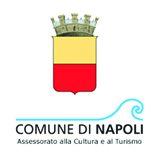 COMUNE DI NAPOLI
Assessorato alla Cultura e al Turismo